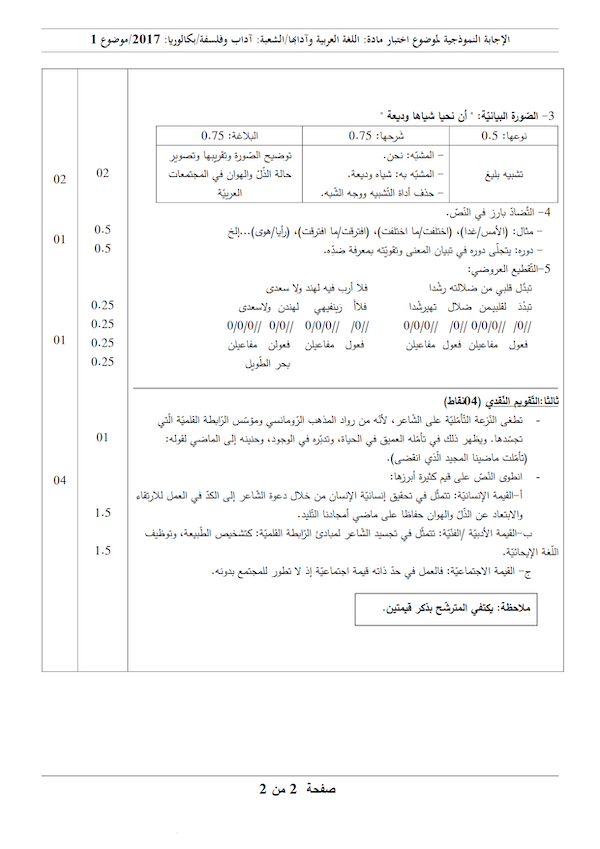 الإجابة النموذجية لموضوع اختبار مادة: اللغة العربية وآدابها/الشعبة: آداب وفلسفة/بكالوريا: 2017/موضوع 1
3- الصّورة البيانيّة: " أن نحيا شياها وديعة "
نوعها: 0.5 شرحها: 0.75 البلاغة: 0.75
تشبيه بليغ
- المشبّه: نحن.
- المشبّه به: شياه وديعة.
- حذف أداة التّشبيه ووجه الشّبه.
توضيح الصّورة وتقريبها وتصوير
حالة الذّلّ والهوان في المجتمعات
العربيّة
02 02
4- التّضادّ بارز في النّصّ.
- مثال: (الأمس/غدا)، (اختلفت/ما اختلفت)، (افترقت/ما افترقت)، (رأيا/هوى)...إلخ 0.5 01
- دوره: يتجلّى دوره في تبيان المعنى وتقويّته بمعرفة ضدّه. 0.5
5-التّقطيع العروضي:
تبدّل قلبي من ضلالته رشْدا فلا أرب فيه لهند ولا سعدى
تبدْدَ لقلبيمن ضلال تهيرشْدا فلاأ رَبنفيهي لهندن ولاسعدى 0.25
//0/ //0/0/0 //0/ //0/0/0 //0/ //0/0/0 //0/0 //0/0/0 0.25
فعول مفاعيلن فعول مفاعيلن فعول مفاعيلن فعولن مفاعيلن 0.25 01
بحر الطّويل 0.25
ثالثا:التّقويم النّقدي (04نقاط)
- تطغى النّزعة التّأمّليّة على الشّاعر، لأنّه من رواد المذهب الرّومانسي ومؤسّس الرّابطة القلميّة الّتي
تجسّدها. ويظهر ذلك في تأمّله العميق في الحياة، وتدبّره في الوجود، وحنينه إلى الماضي لقوله: 01
(تأمّلت ماضينا المجيد الّذي انقضى).
- انطوى النّصّ على قيم كثيرة أبرزها: 04
أ-القيمة الإنسانيّة: تتمثّل في تحقيق إنسانيّة الإنسان من خلال دعوة الشّاعر إلى الكدّ في العمل للارتقاء
والابتعاد عن الذّلّ والهوان حفاظا على ماضي أمجادنا التّليد. 1.5
ب-القيمة الأدبيّة /الفنّيّة: تتمثّل في تجسيد الشّاعر لمبادئ الرّابطة القلميّة: كتشخيص الطّبيعة، وتوظيف
اللّغة الإيحائيّة. 1.5
ج- القيمة الاجتماعيّة: فالعمل في حدّ ذاته قيمة اجتماعيّة إذ لا تطور للمجتمع بدونه.
ملاحظة: يكتفي المترشّح بذكر قيمتين.
صفحة 2 من 2